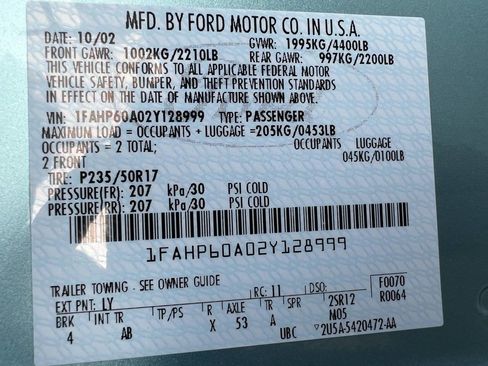 MFD. BY FORD MOTOR CO. IN U.S.A.
DATE: 10/02 GVWR: 1995KG/4400LB
FRONT GAWR: 1002KG/2210LB REAR GAWR: 997KG/2200LB
THIS VEHICLE CONFORMS TO ALL APPLICABLE FEDERAL MOTOR
VEHICLE SAFETY, BUMPER, AND THEFT PREVENTION STANDARDS
IN EFFECT ON THE DATE OF MANUFACTURE SHOWN ABOVE.
VIN: 1FAHP60A02Y128999 TYPE: PASSENGER
MAXIMUM LOAD = OCCUPANTS + LUGGAGE =205KG/0453LB
OCCUPANTS = 2 TOTAL; OCCUPANTS LUGGAGE
2 FRONT 045KG/0100LB
TIRE: P235/50R17
PRESSURE(FR): 207 kPa/30 PSI COLD
PRESSURE(RR): 207 kPa/30 PSI COLD
1FAHP60A02Y128999
TRAILER TOWING - SEE OWNER GUIDE F0070
EXT PNT: LY RC: 11 DSO: R0064
BRK INT TR TP/PS R AXLE TR SPR 2SR12
4 AB X 53 A M05
UBC 2U5A-5420472-AA